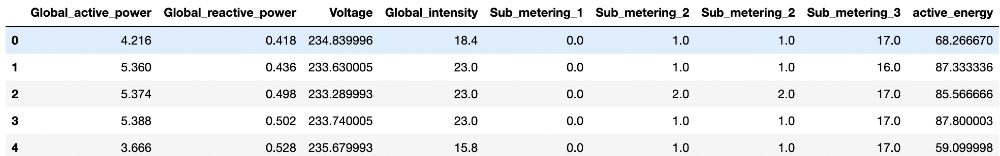 Global_active_power Global_reactive_power Voltage Global_intensity Sub_metering_1 Sub_metering_2 Sub_metering_2 Sub_metering_3 active_energy
0 4.216 0.418 234.839996 18.4 0.0 1.0 1.0 17.0 68.266670
1 5.360 0.436 233.630005 23.0 0.0 1.0 1.0 16.0 87.333336
2 5.374 0.498 233.289993 23.0 0.0 2.0 2.0 17.0 85.566666
3 5.388 0.502 233.740005 23.0 0.0 1.0 1.0 17.0 87.800003
4 3.666 0.528 235.679993 15.8 0.0 1.0 1.0 17.0 59.099998